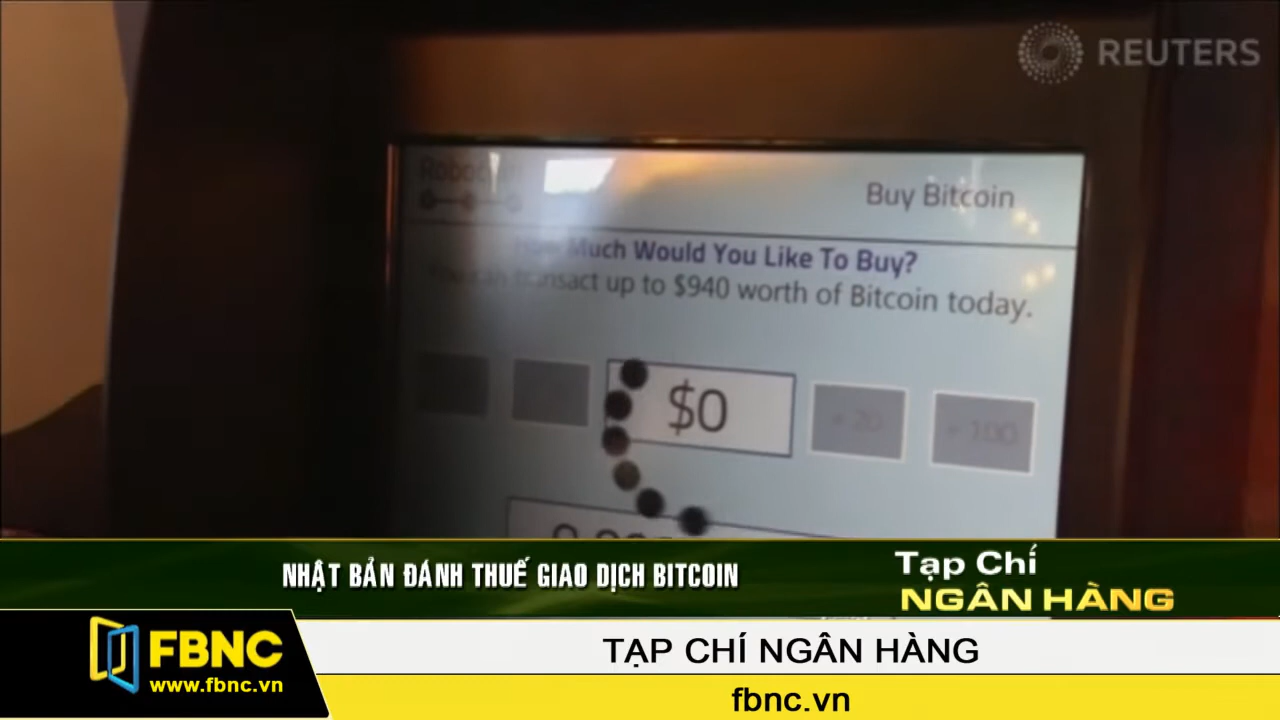 REUTERS
Buy Bitcoin
Much Would You Like To Buy?
transact up to $940 worth of Bitcoin today.
$0
+ 20
+ 100
NHẬT BẢN ĐÁNH THUẾ GIAO DỊCH BITCOIN
Tạp Chí
NGÂN HÀNG
FBNC
www.fbnc.vn
TẠP CHÍ NGÂN HÀNG
fbnc.vn